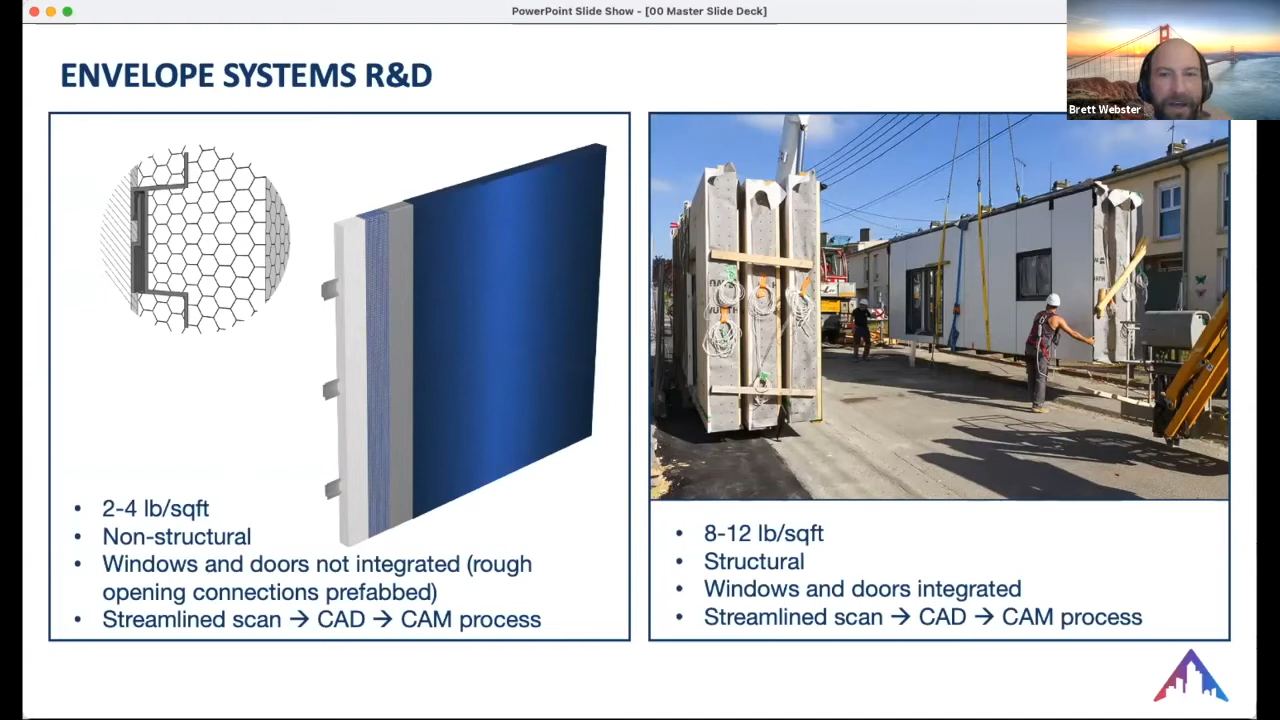 PowerPoint Slide Show - [00 Master Slide Deck]
ENVELOPE SYSTEMS R&D
Brett Webster
• 2-4 lb/sqft
• Non-structural
• Windows and doors not integrated (rough
opening connections prefabbed)
• Streamlined scan → CAD → CAM process
• 8-12 lb/sqft
• Structural
• Windows and doors integrated
• Streamlined scan → CAD → CAM process